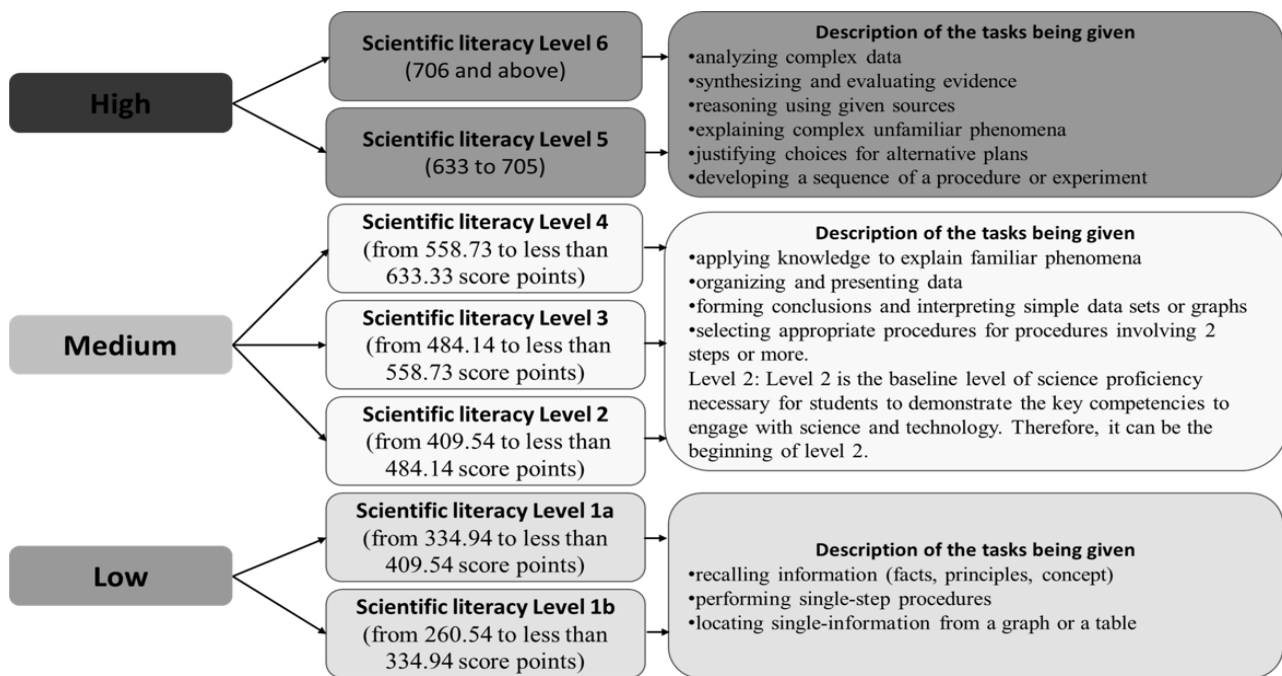 High
Scientific literacy Level 6
(706 and above)
Scientific literacy Level 5
(633 to 705)
Description of the tasks being given
•analyzing complex data
•synthesizing and evaluating evidence
•reasoning using given sources
•explaining complex unfamiliar phenomena
•justifying choices for alternative plans
•developing a sequence of a procedure or experiment
Medium
Scientific literacy Level 4
(from 558.73 to less than
633.33 score points)
Scientific literacy Level 3
(from 484.14 to less than
558.73 score points)
Scientific literacy Level 2
(from 409.54 to less than
484.14 score points)
Description of the tasks being given
•applying knowledge to explain familiar phenomena
•organizing and presenting data
•forming conclusions and interpreting simple data sets or graphs
•selecting appropriate procedures for procedures involving 2
steps or more.
Level 2: Level 2 is the baseline level of science proficiency
necessary for students to demonstrate the key competencies to
engage with science and technology. Therefore, it can be the
beginning of level 2.
Low
Scientific literacy Level 1a
(from 334.94 to less than
409.54 score points)
Scientific literacy Level 1b
(from 260.54 to less than
334.94 score points)
Description of the tasks being given
•recalling information (facts, principles, concept)
•performing single-step procedures
•locating single-information from a graph or a table